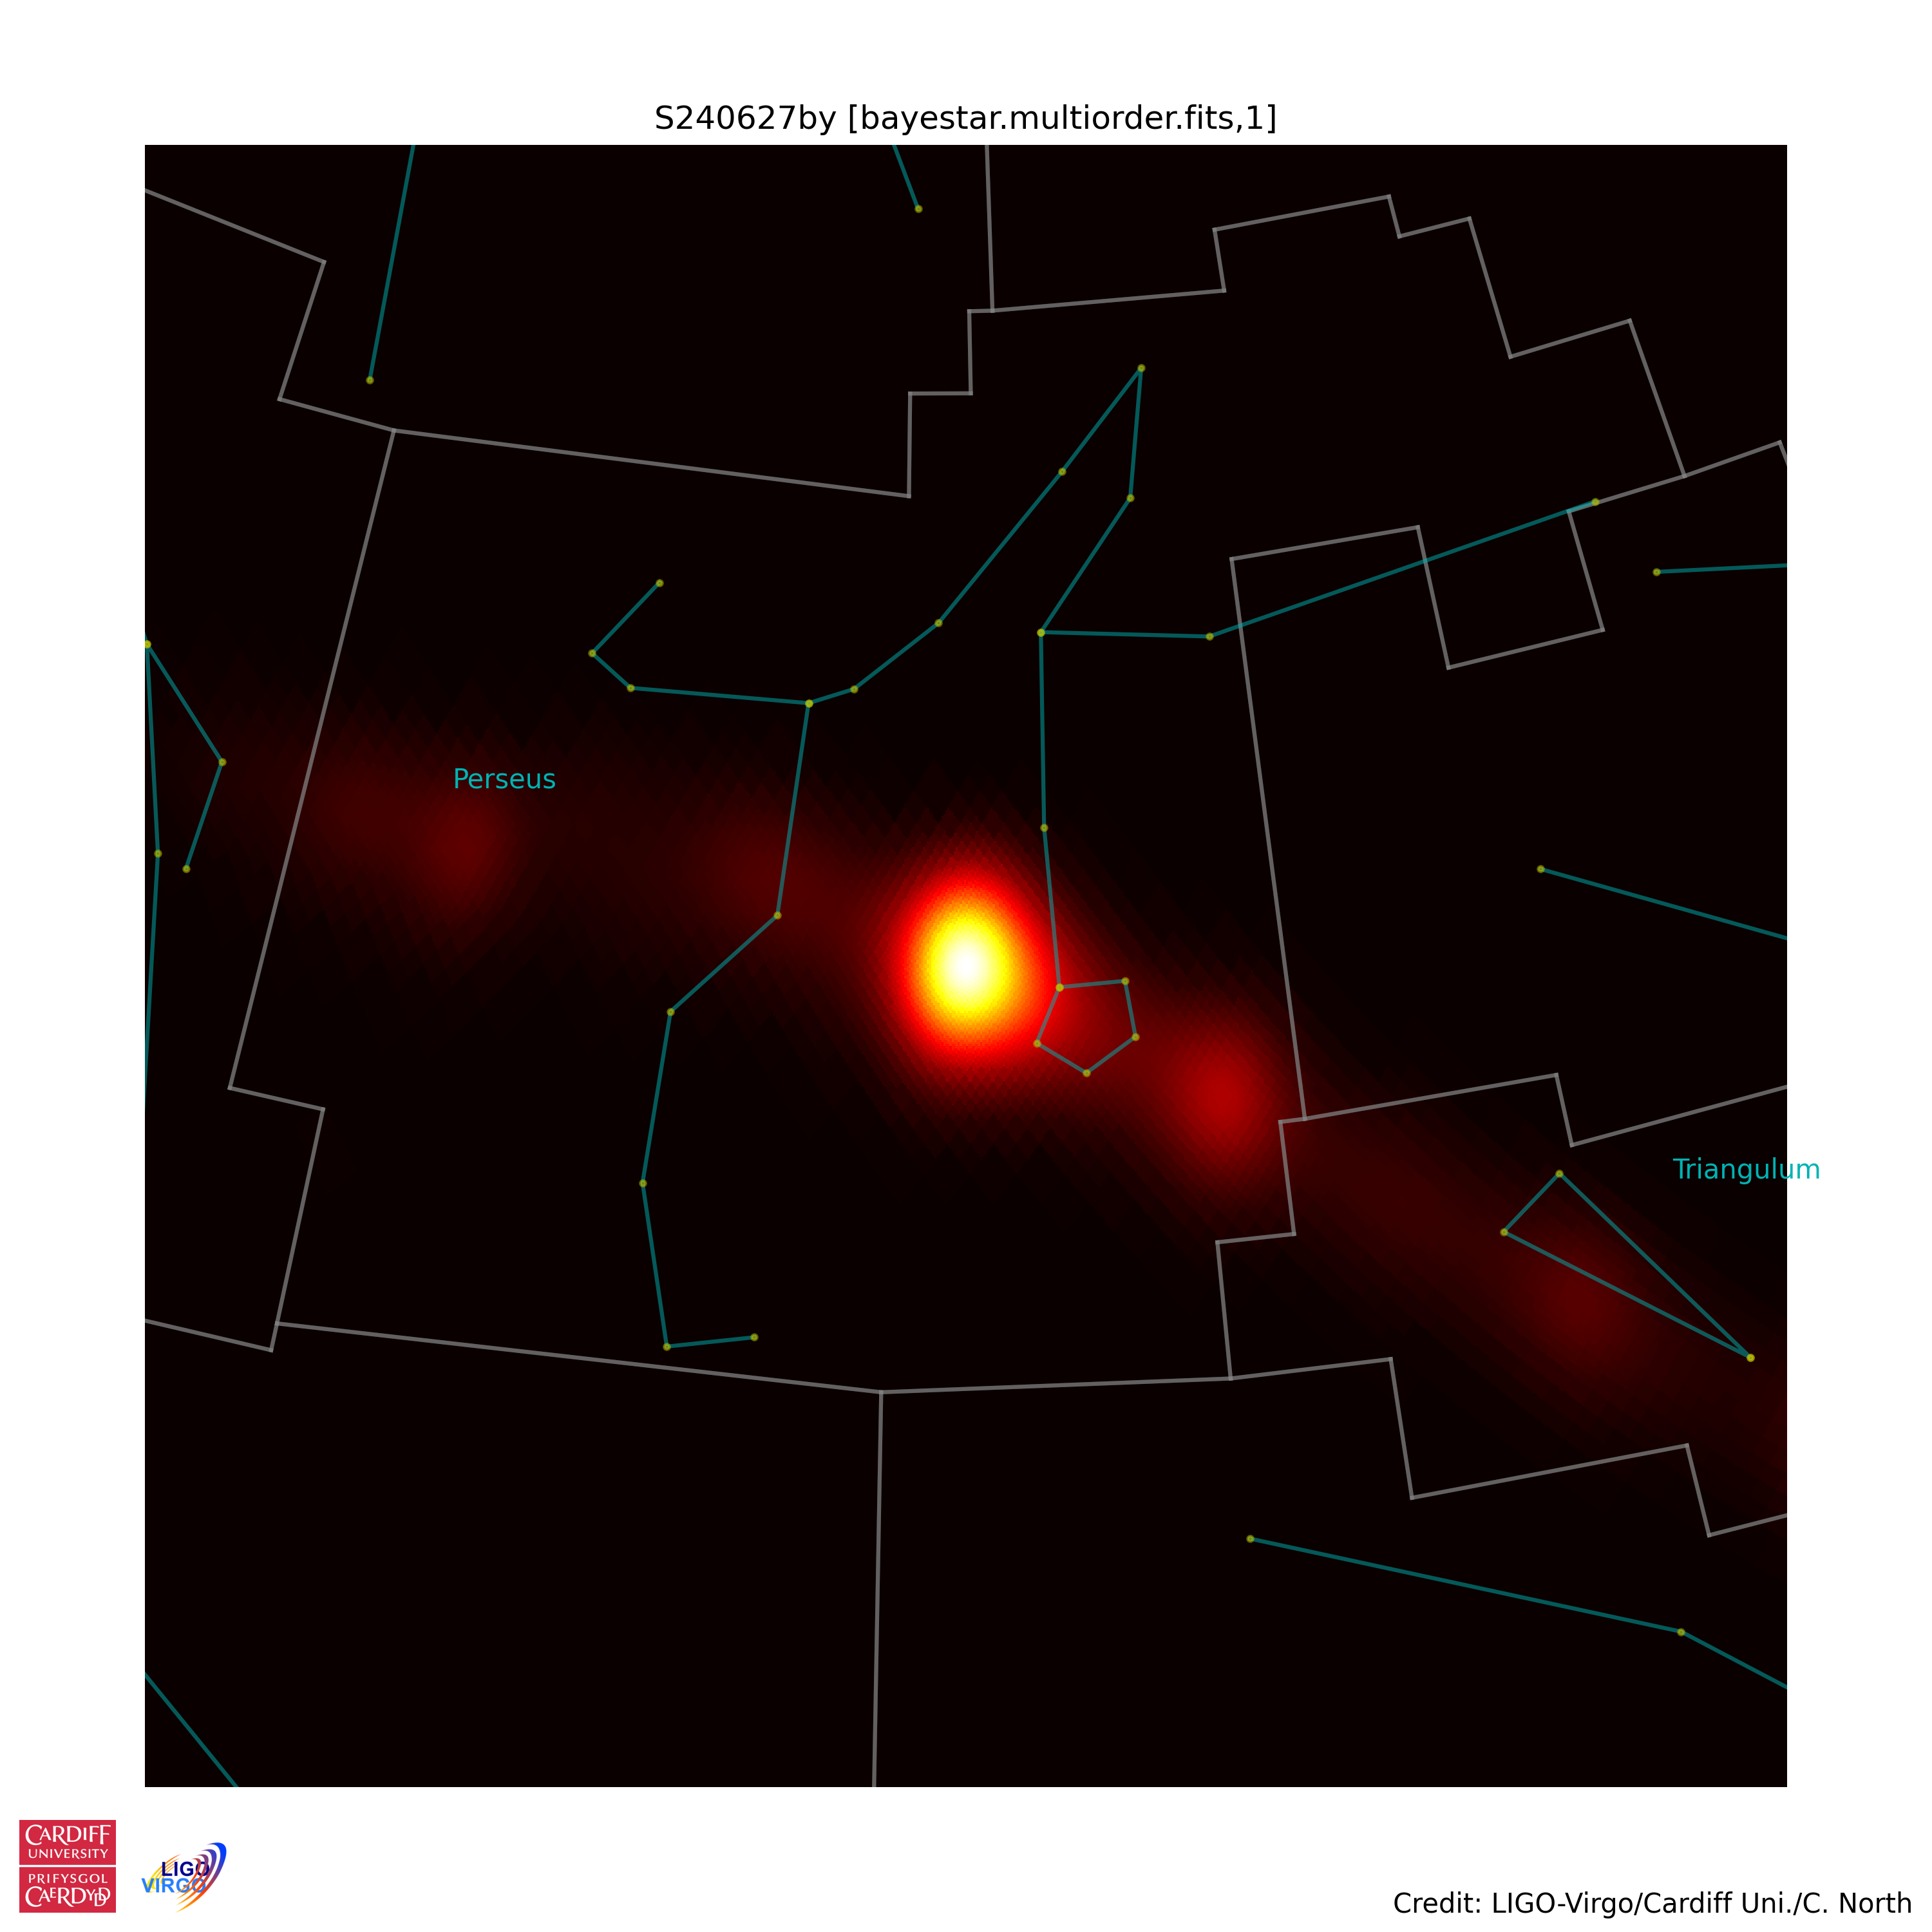 S240627by [bayestar.multiorder.fits,1]
Perseus
Triangulum
CARDIFF
UNIVERSITY
PRIFYSGOL
CAERDYDD
LIGO
VIRGO
Credit: LIGO-Virgo/Cardiff Uni./C. North